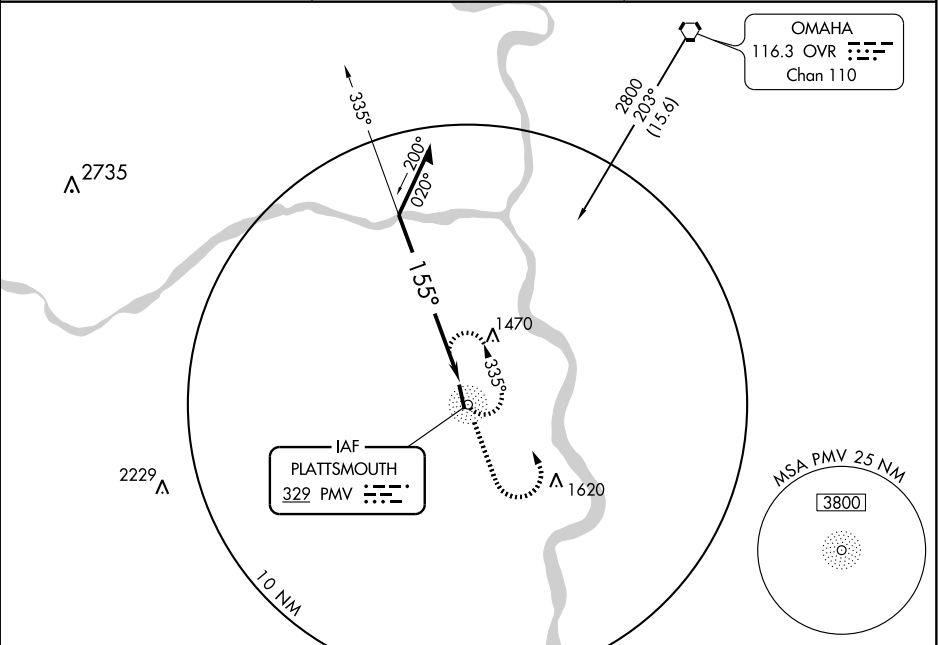 OMAHA
116.3 OVR
Chan 110
2800
203°
(15.6)
335°
200°
020°
2735
155°
1470
335°
IAF
PLATTSMOUTH
329 PMV
2229
1620
MSA PMV 25 NM
3800
10 NM